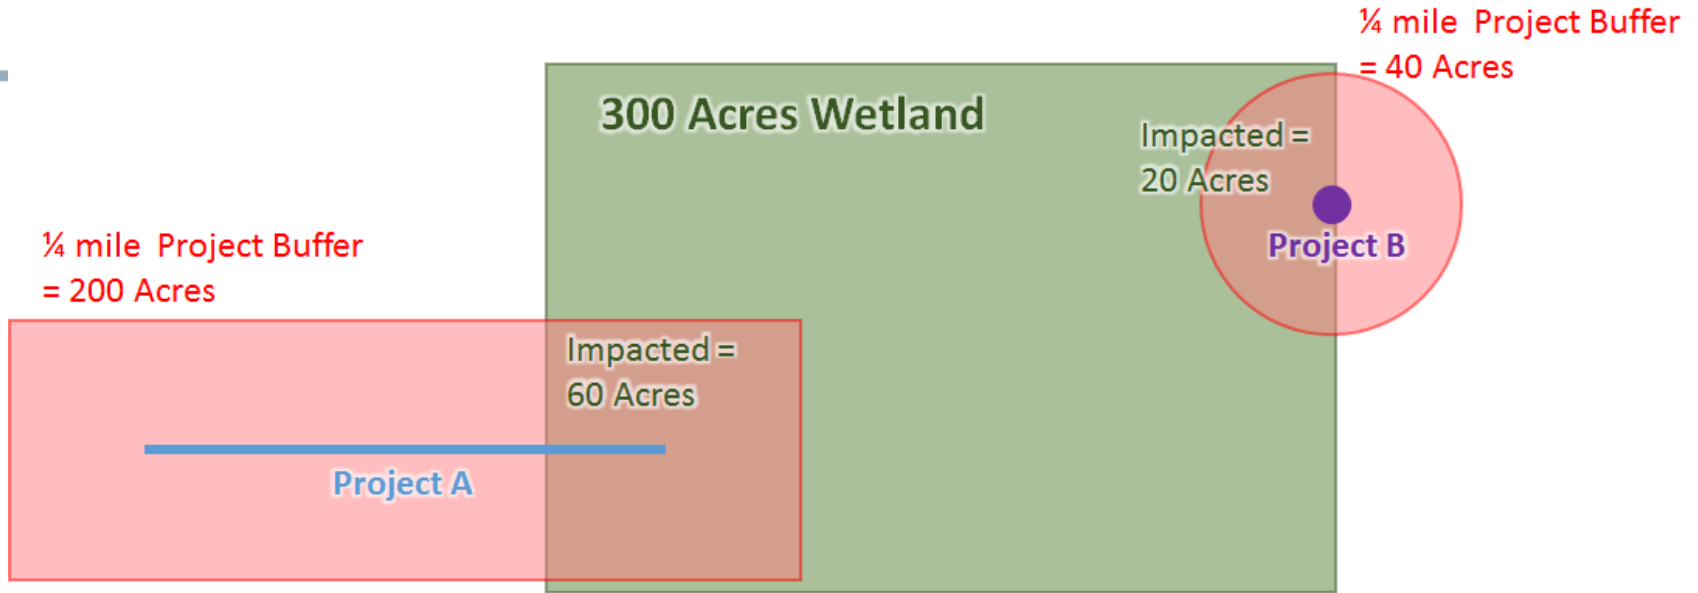 ¼ mile  Project Buffer
= 40 Acres
300 Acres Wetland
Impacted =
20 Acres
Project B
¼ mile  Project Buffer
= 200 Acres
Impacted =
60 Acres
Project A